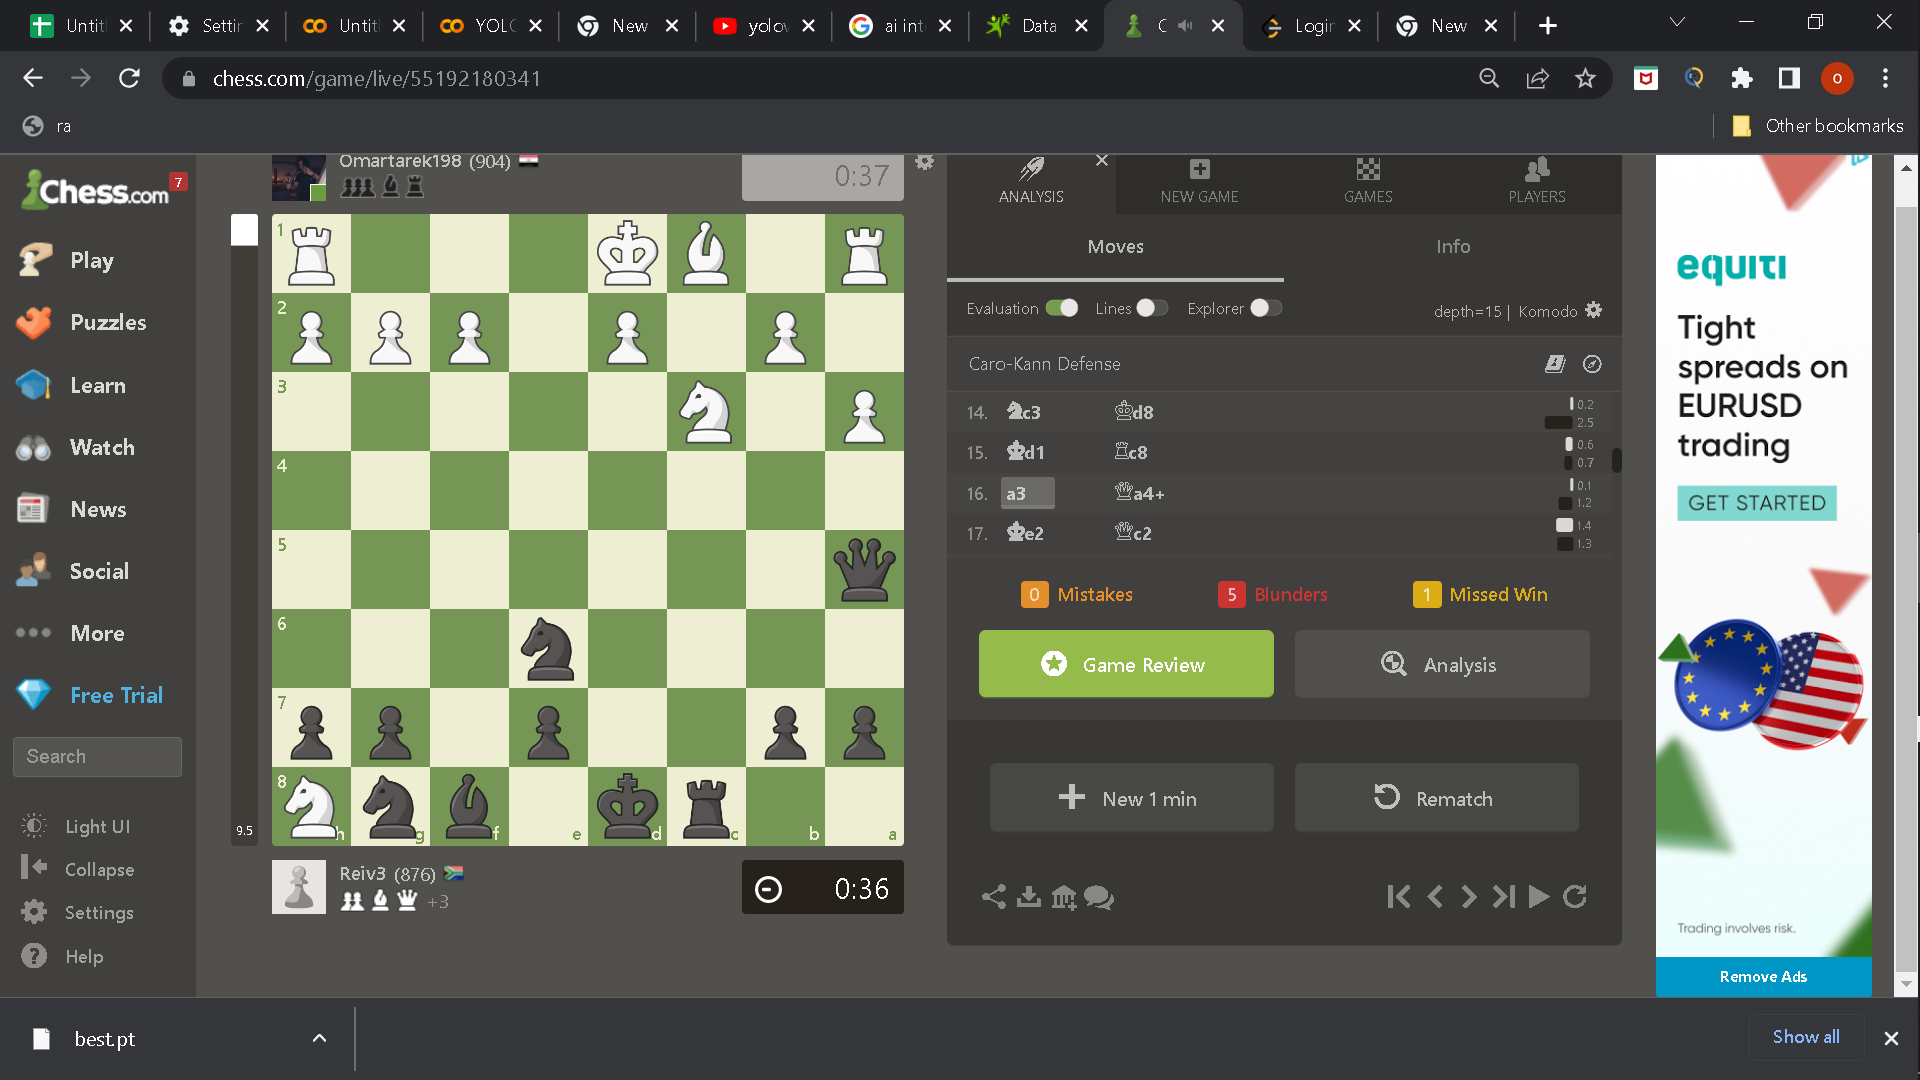 Untitl
Settin
Untitl
YOLO
New
yolov
ai inte
Data
C
Login
New
chess.com/game/live/55192180341
o
ra
Other bookmarks
Chess.com
7
Play
Puzzles
Learn
Watch
News
Social
More
Free Trial
Search
Light UI
Collapse
Settings
Help
Omartarek198 (904)
0:37
1
2
3
4
5
6
7
8
h g f e d c b a
9.5
Reiv3 (876)
+3
0:36
ANALYSIS
NEW GAME
GAMES
PLAYERS
Moves
Info
Evaluation
Lines
Explorer
depth=15 | Komodo
Caro-Kann Defense
14. c3 d8 0.2
2.5
15. d1 c8 0.6
0.7
16. a3 a4+ 0.1
1.2
17. e2 c2 1.4
1.3
0 Mistakes
5 Blunders
1 Missed Win
Game Review
Analysis
New 1 min
Rematch
equiti
Tight
spreads on
EURUSD
trading
GET STARTED
Trading involves risk.
Remove Ads
best.pt
Show all